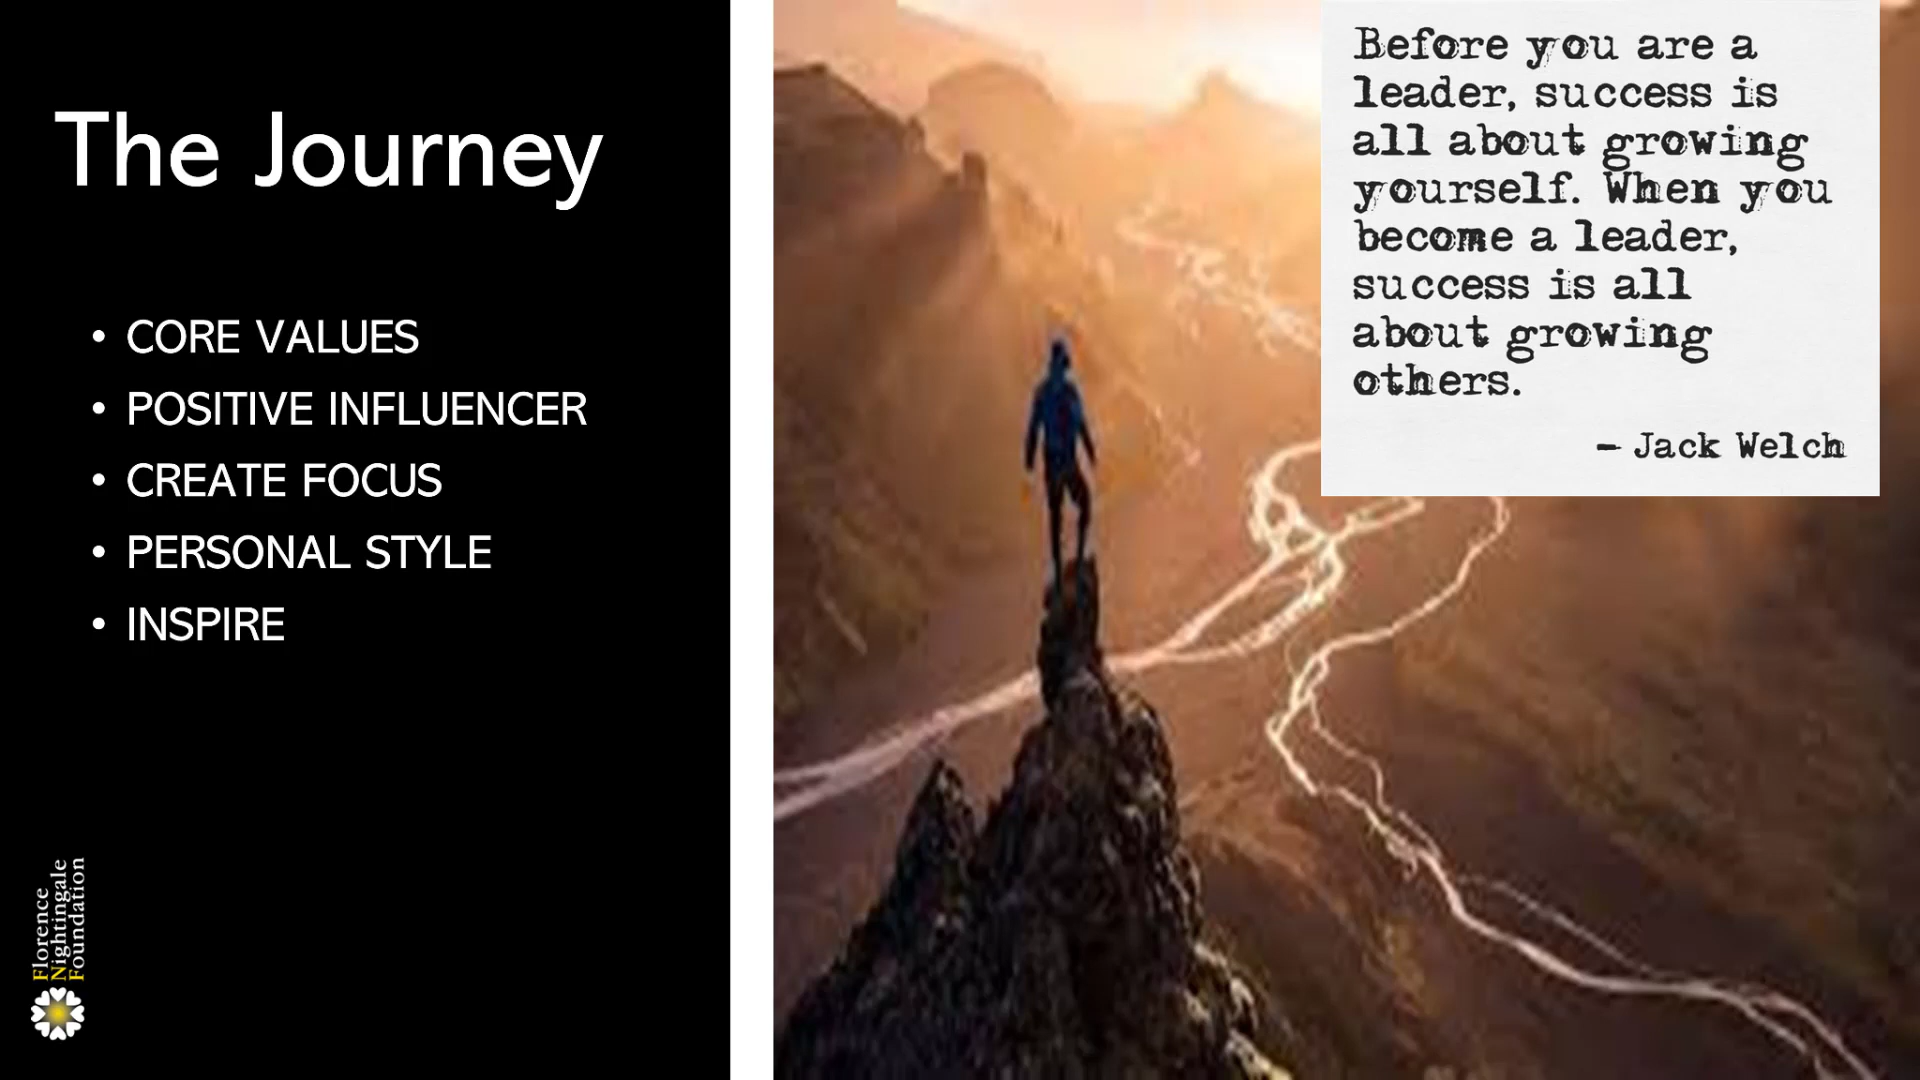 The Journey
• CORE VALUES
• POSITIVE INFLUENCER
• CREATE FOCUS
• PERSONAL STYLE
• INSPIRE
Florence
Nightingale
Foundation
Before you are a
leader, success is
all about growing
yourself. When you
become a leader,
success is all
about growing
others.
– Jack Welch